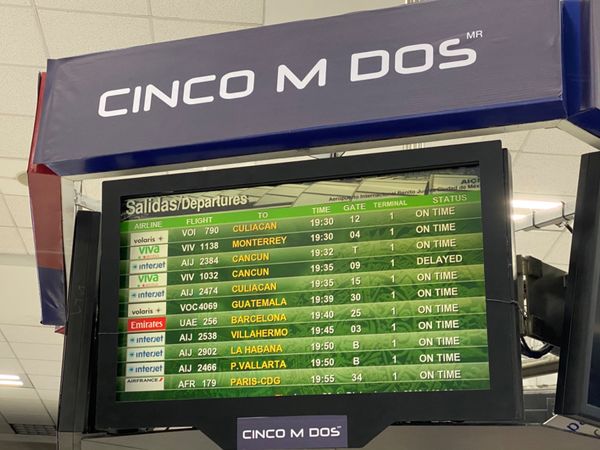 CINCO M DOS MR
Salidas/Departures
Aeropuerto Internacional Benito Juárez Ciudad de
AIRLINE FLIGHT TO TIME GATE TERMINAL STATUS
volaris VOI 790 CULIACAN 19:30 12 1 ON TIME
VIVA VIV 1138 MONTERREY 19:30 04 1 ON TIME
interjet AIJ 2384 CANCUN 19:32 T 1 ON TIME
VIVA VIV 1032 CANCUN 19:35 09 1 DELAYED
interjet AIJ 2474 CULIACAN 19:35 15 1 ON TIME
volaris VOC4069 GUATEMALA 19:39 30 1 ON TIME
Emirates UAE 256 BARCELONA 19:40 25 1 ON TIME
interjet AIJ 2538 VILLAHERMO 19:45 03 1 ON TIME
interjet AIJ 2902 LA HABANA 19:50 B 1 ON TIME
interjet AIJ 2466 P.VALLARTA 19:50 B 1 ON TIME
AIRFRANCE AFR 179 PARIS-CDG 19:55 34 1 ON TIME
CINCO M DOS